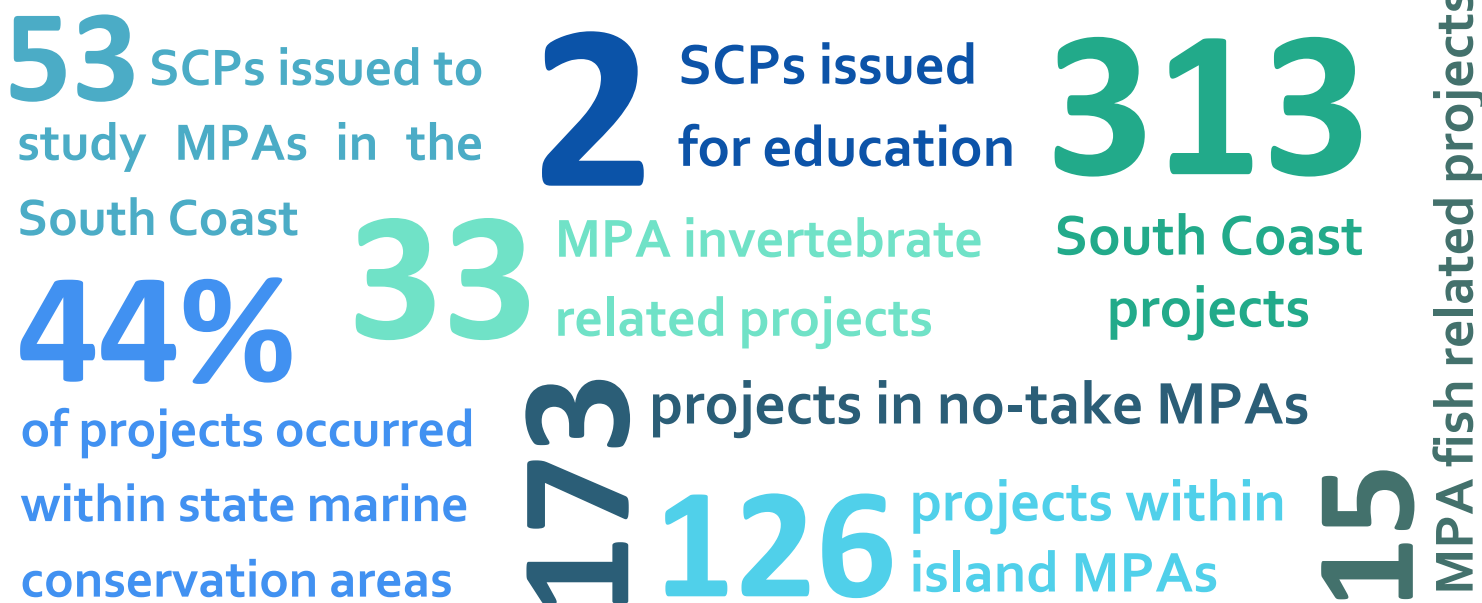 53 SCPs issued to
study MPAs in the
South Coast
2 SCPs issued
for education
313
South Coast
projects
33 MPA invertebrate
related projects
44%
of projects occurred
within state marine
conservation areas
173 projects in no-take MPAs
126 projects within
island MPAs
15 MPA fish related projects